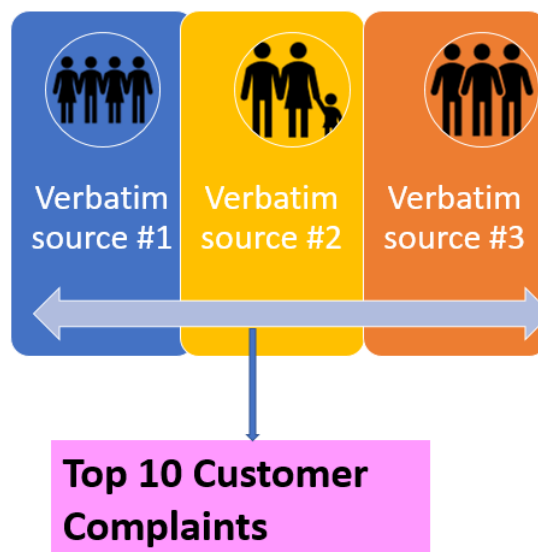 Verbatim
source #1
Verbatim
source #2
Verbatim
source #3
Top 10 Customer
Complaints